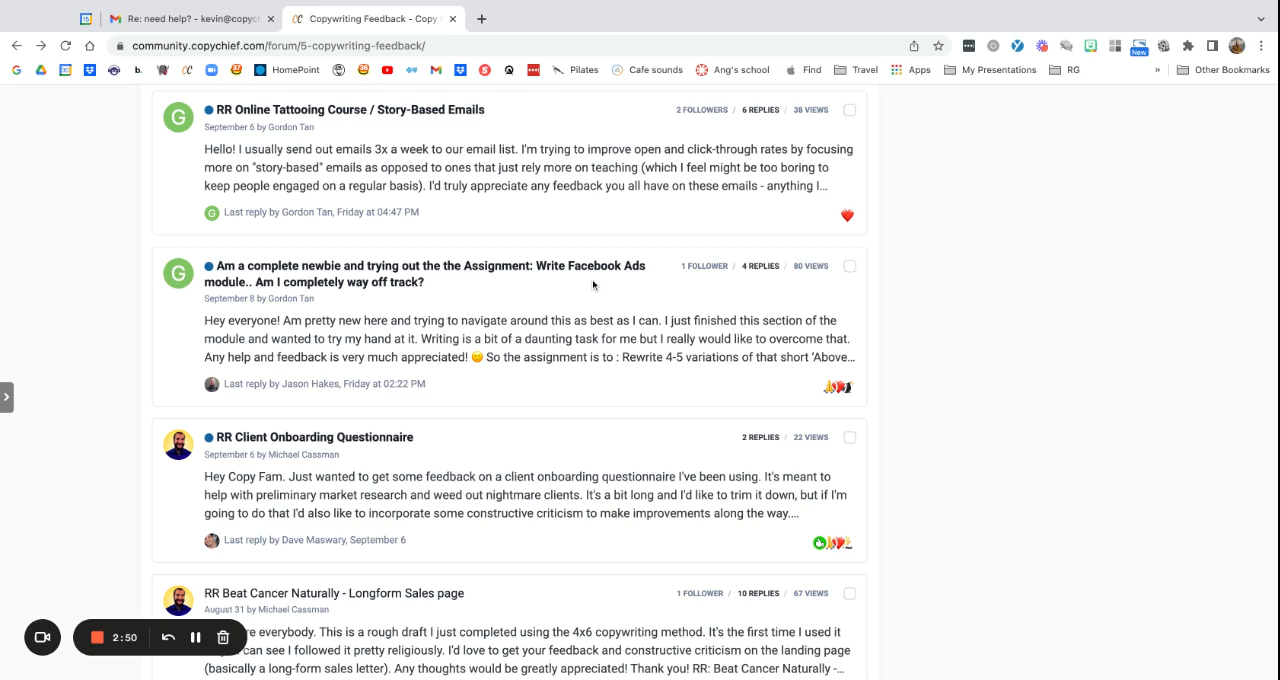 Re: need help? - kevin@copych
Copywriting Feedback - Copy
community.copychief.com/forum/5-copywriting-feedback/
New
b.
HomePoint
Pilates
Cafe sounds
Ang's school
Find
Travel
Apps
My Presentations
RG
»
Other Bookmarks
G
RR Online Tattooing Course / Story-Based Emails
2 FOLLOWERS / 6 REPLIES / 38 VIEWS
September 6 by Gordon Tan
Hello! I usually send out emails 3x a week to our email list. I'm trying to improve open and click-through rates by focusing
more on "story-based" emails as opposed to ones that just rely more on teaching (which I feel might be too boring to
keep people engaged on a regular basis). I'd truly appreciate any feedback you all have on these emails - anything I...
G
Last reply by Gordon Tan, Friday at 04:47 PM
G
Am a complete newbie and trying out the the Assignment: Write Facebook Ads
module.. Am I completely way off track?
1 FOLLOWER / 4 REPLIES / 80 VIEWS
September 8 by Gordon Tan
Hey everyone! Am pretty new here and trying to navigate around this as best as I can. I just finished this section of the
module and wanted to try my hand at it. Writing is a bit of a daunting task for me but I really would like to overcome that.
Any help and feedback is very much appreciated! 😊 So the assignment is to : Rewrite 4-5 variations of that short 'Above...
Last reply by Jason Hakes, Friday at 02:22 PM
RR Client Onboarding Questionnaire
2 REPLIES / 22 VIEWS
September 6 by Michael Cassman
Hey Copy Fam. Just wanted to get some feedback on a client onboarding questionnaire I've been using. It's meant to
help with preliminary market research and weed out nightmare clients. It's a bit long and I'd like to trim it down, but if I'm
going to do that I'd also like to incorporate some constructive criticism to make improvements along the way....
Last reply by Dave Maswary, September 6
RR Beat Cancer Naturally - Longform Sales page
1 FOLLOWER / 10 REPLIES / 67 VIEWS
August 31 by Michael Cassman
re everybody. This is a rough draft I just completed using the 4x6 copywriting method. It's the first time I used it
can see I followed it pretty religiously. I'd love to get your feedback and constructive criticism on the landing page
(basically a long-form sales letter). Any thoughts would be greatly appreciated! Thank you! RR: Beat Cancer Naturally -...
2:50